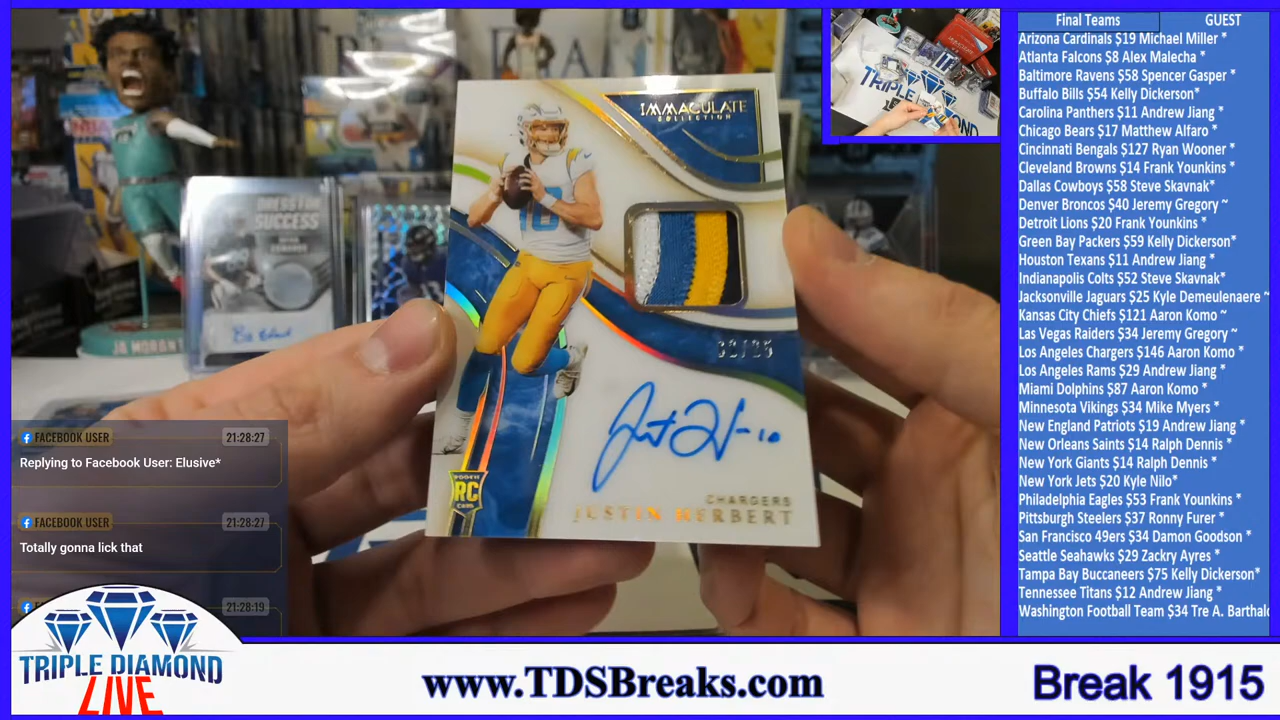 Final Teams GUEST
Arizona Cardinals $19 Michael Miller *
Atlanta Falcons $8 Alex Malecha *
Baltimore Ravens $58 Spencer Gasper *
Buffalo Bills $54 Kelly Dickerson*
Carolina Panthers $11 Andrew Jiang *
Chicago Bears $17 Matthew Alfaro *
Cincinnati Bengals $127 Ryan Wooner *
Cleveland Browns $14 Frank Younkins *
Dallas Cowboys $58 Steve Skavnak*
Denver Broncos $40 Jeremy Gregory ~
Detroit Lions $20 Frank Younkins *
Green Bay Packers $59 Kelly Dickerson*
Houston Texans $11 Andrew Jiang *
Indianapolis Colts $52 Steve Skavnak*
Jacksonville Jaguars $25 Kyle Demeulenaere ~
Kansas City Chiefs $121 Aaron Komo ~
Las Vegas Raiders $34 Jeremy Gregory ~
Los Angeles Chargers $146 Aaron Komo *
Los Angeles Rams $29 Andrew Jiang *
Miami Dolphins $87 Aaron Komo *
Minnesota Vikings $34 Mike Myers *
New England Patriots $19 Andrew Jiang *
New Orleans Saints $14 Ralph Dennis *
New York Giants $14 Ralph Dennis *
New York Jets $20 Kyle Nilo*
Philadelphia Eagles $53 Frank Younkins *
Pittsburgh Steelers $37 Ronny Furer *
San Francisco 49ers $34 Damon Goodson *
Seattle Seahawks $29 Zackry Ayres *
Tampa Bay Buccaneers $75 Kelly Dickerson*
Tennessee Titans $12 Andrew Jiang *
Washington Football Team $34 Tre A. Barthalo
IMMACULATE
COLLECTION
10
RC
CHARGERS
JUSTIN HERBERT
DRESS FOR
SUCCESS
JA MORANT
FACEBOOK USER 21:28:27
Replying to Facebook User: Elusive*
FACEBOOK USER 21:28:27
Totally gonna lick that
21:28:19
TRIPLE DIAMOND
LIVE
www.TDSBreaks.com
Break 1915